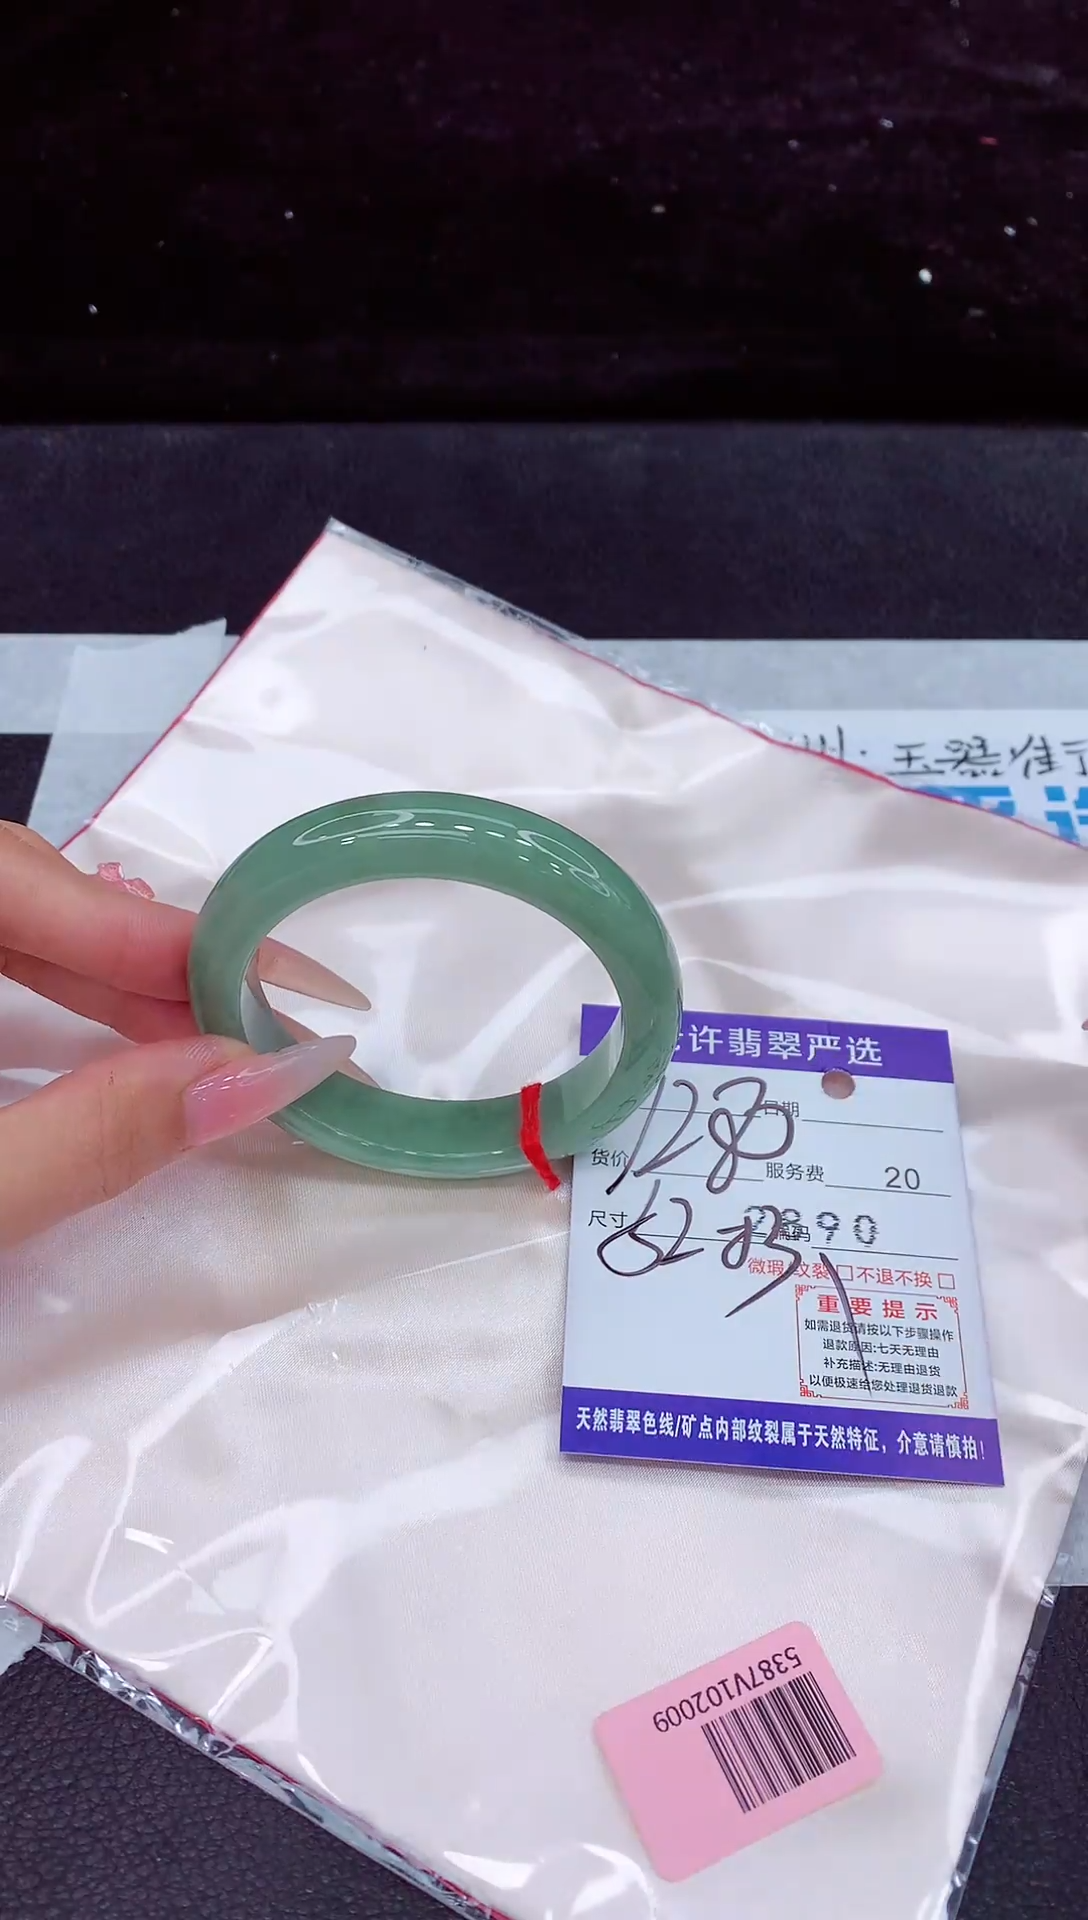 玉器佳
许翡翠严选
1280
日期
货价
服务费 20
尺寸 62
编码 2890
微瑕/纹裂□不退不换□
重要提示
如需退货请按以下步骤操作
退款原因:七天无理由
补充描述:无理由退货
以便极速给您处理退货退款
天然翡翠色线/矿点内部纹裂属于天然特征，介意请慎拍!
5387V102009